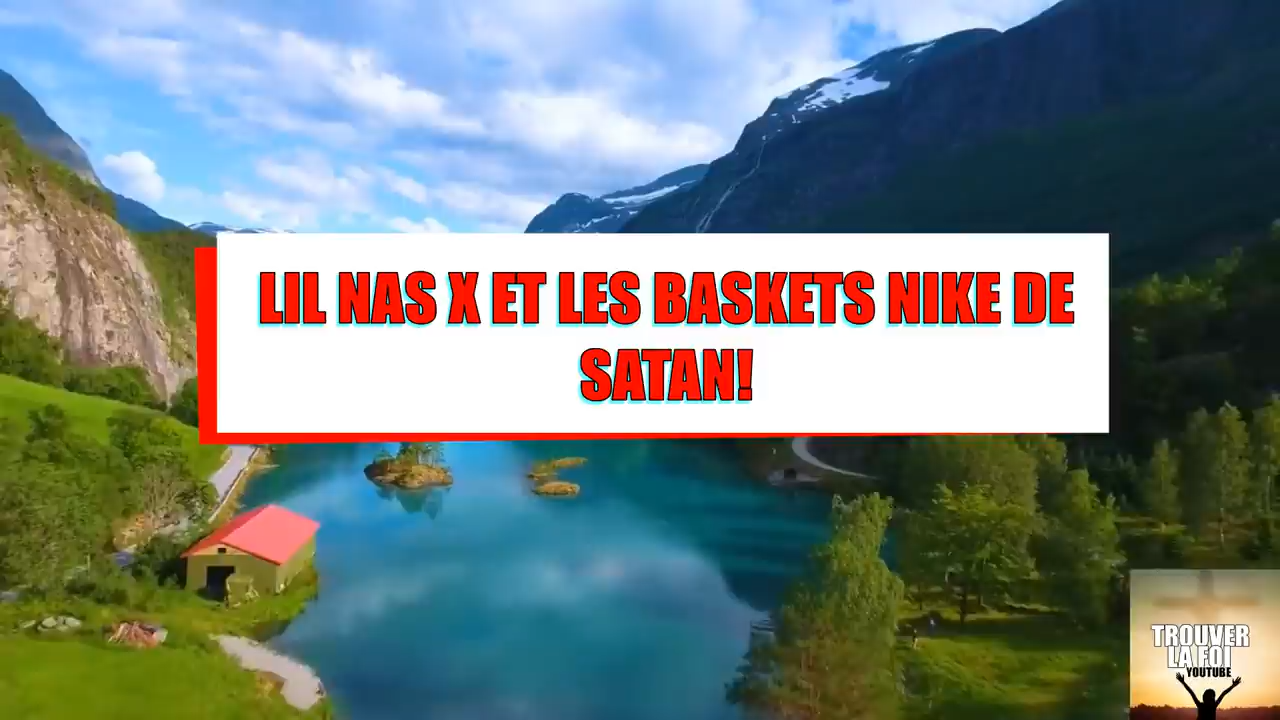 LIL NAS X ET LES BASKETS NIKE DE
SATAN!
TROUVER
LA FOI
YOUTUBE